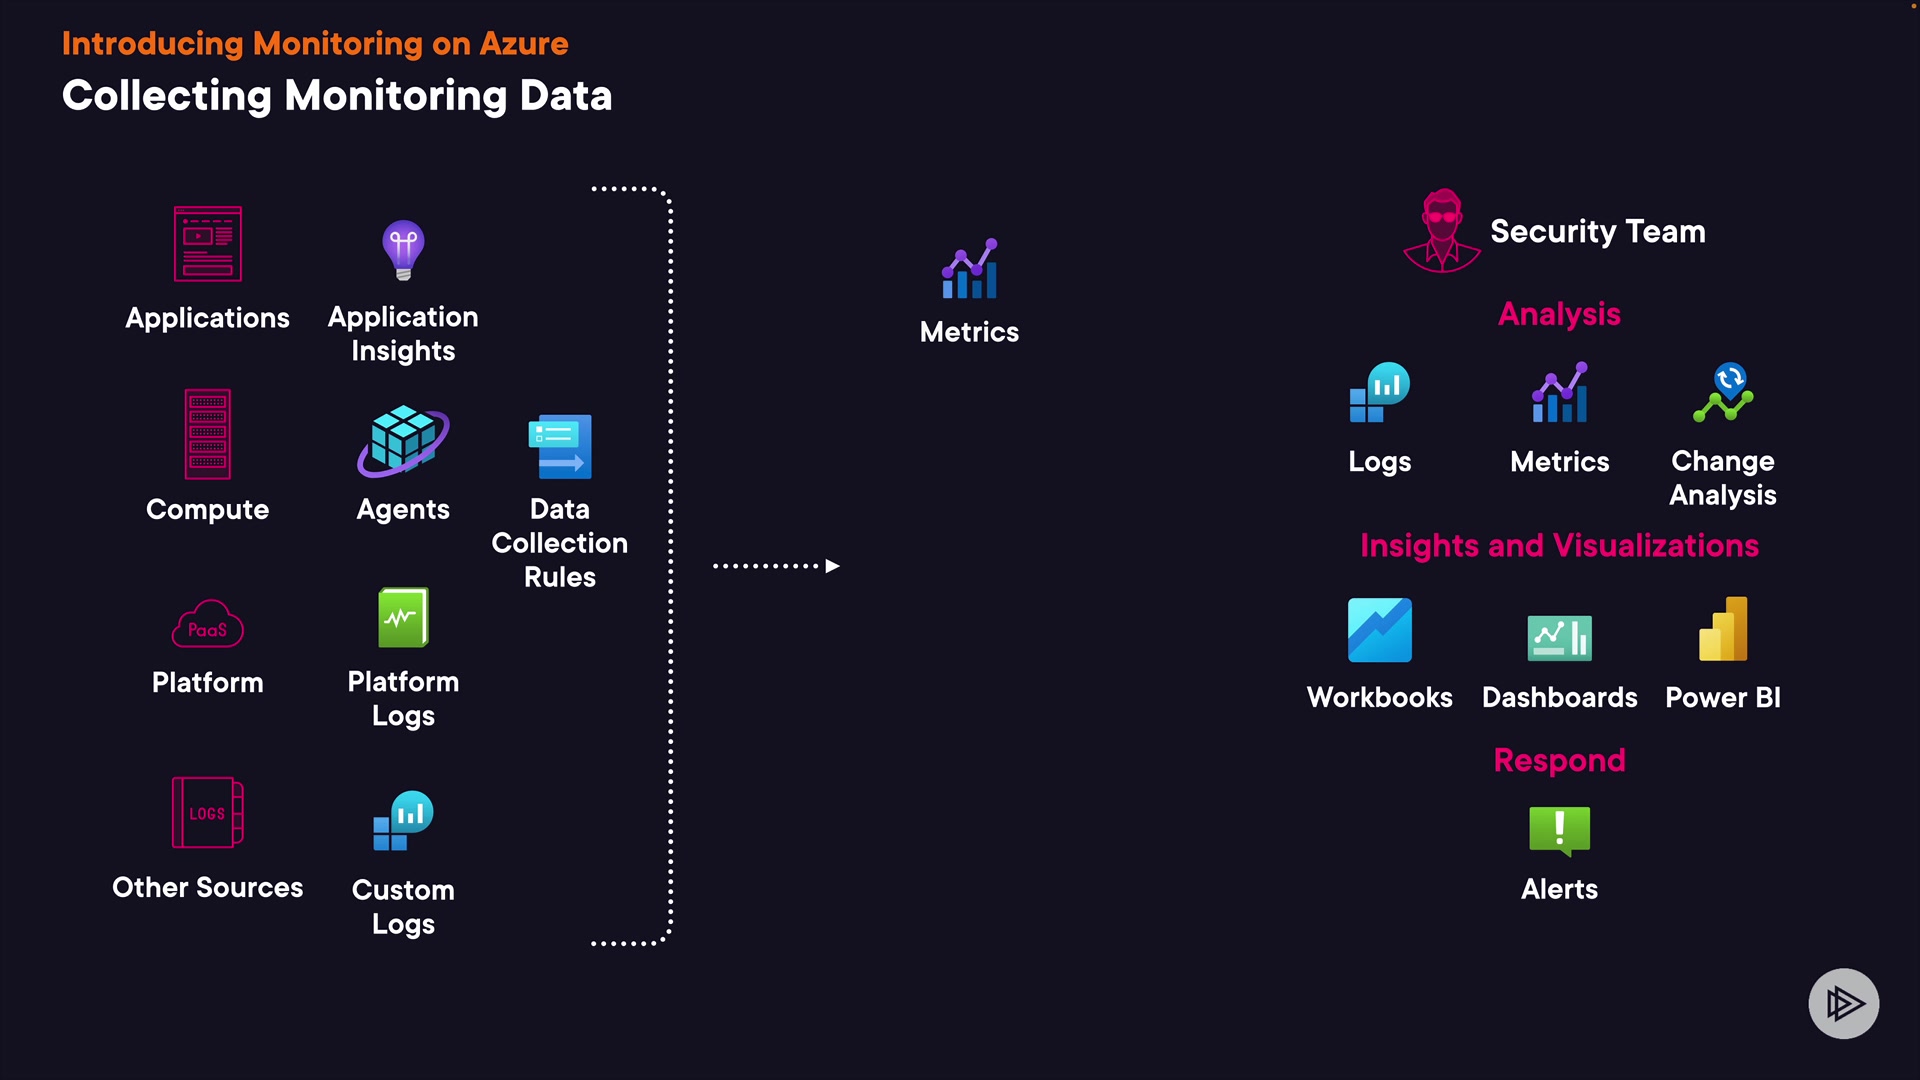 Introducing Monitoring on Azure
Collecting Monitoring Data
Applications
Application
Insights
Compute
Agents
Data
Collection
Rules
PaaS
Platform
Platform
Logs
LOGS
Other Sources
Custom
Logs
Metrics
Security Team
Analysis
Logs
Metrics
Change
Analysis
Insights and Visualizations
Workbooks
Dashboards
Power BI
Respond
!
Alerts